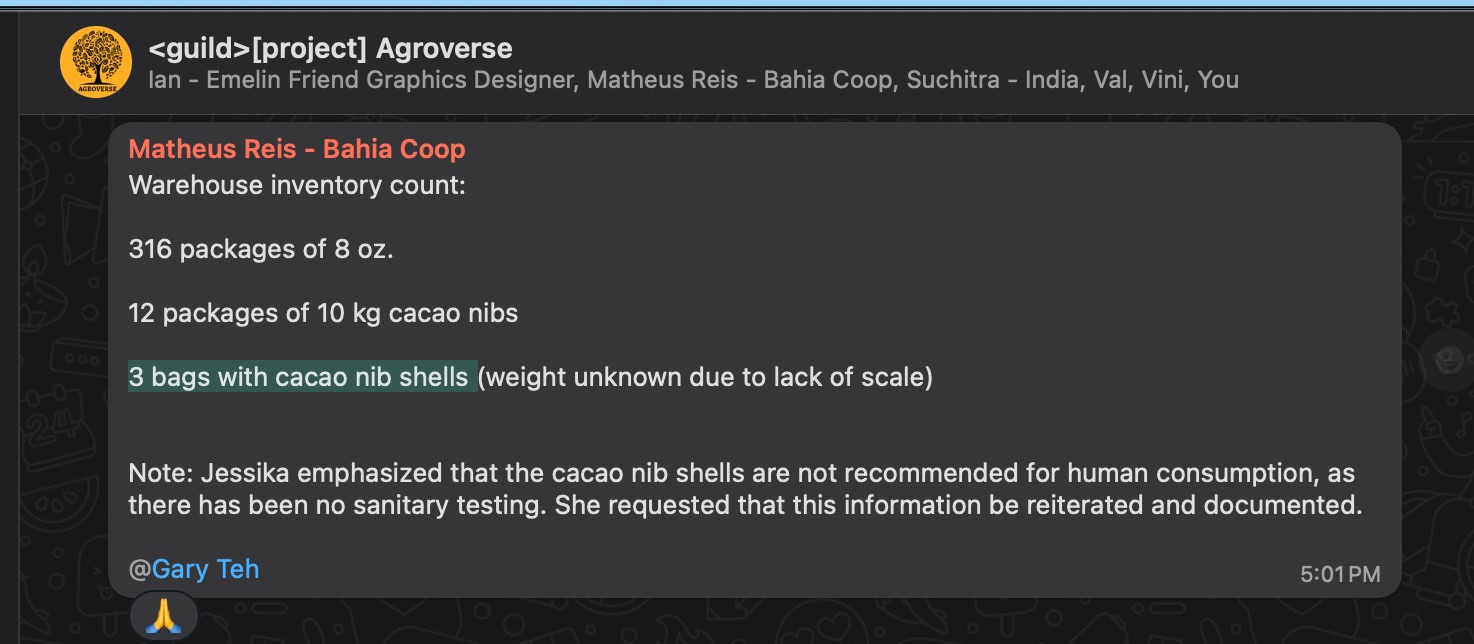 <guild>[project] Agroverse
Ian - Emelin Friend Graphics Designer, Matheus Reis - Bahia Coop, Suchitra - India, Val, Vini, You
AGROVERSE
Matheus Reis - Bahia Coop
Warehouse inventory count:
316 packages of 8 oz.
12 packages of 10 kg cacao nibs
3 bags with cacao nib shells (weight unknown due to lack of scale)
Note: Jessika emphasized that the cacao nib shells are not recommended for human consumption, as
there has been no sanitary testing. She requested that this information be reiterated and documented.
@Gary Teh
5:01 PM